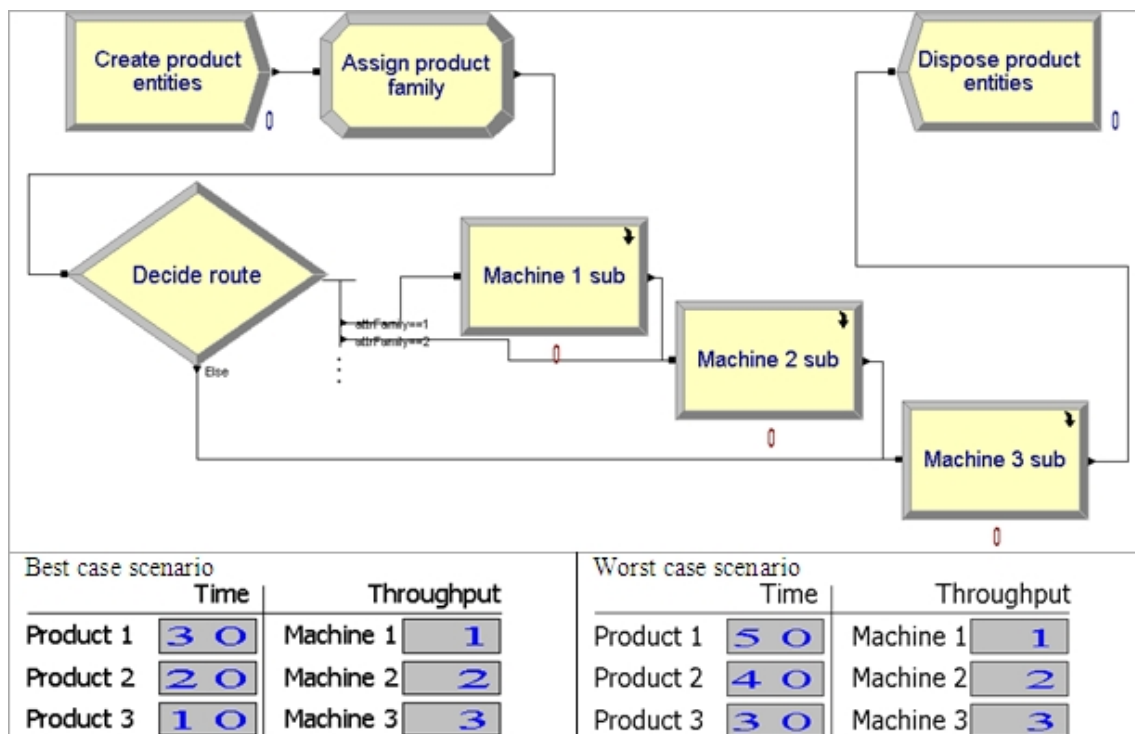 Create product
entities
0
Assign product
family
Dispose product
entities
0
Decide route
attrFamily==1
attrFamily==2
Else
Machine 1 sub
0
Machine 2 sub
0
Machine 3 sub
0
Best case scenario
Time Throughput
Product 1 30 Machine 1 1
Product 2 20 Machine 2 2
Product 3 10 Machine 3 3
Worst case scenario
Time Throughput
Product 1 50 Machine 1 1
Product 2 40 Machine 2 2
Product 3 30 Machine 3 3